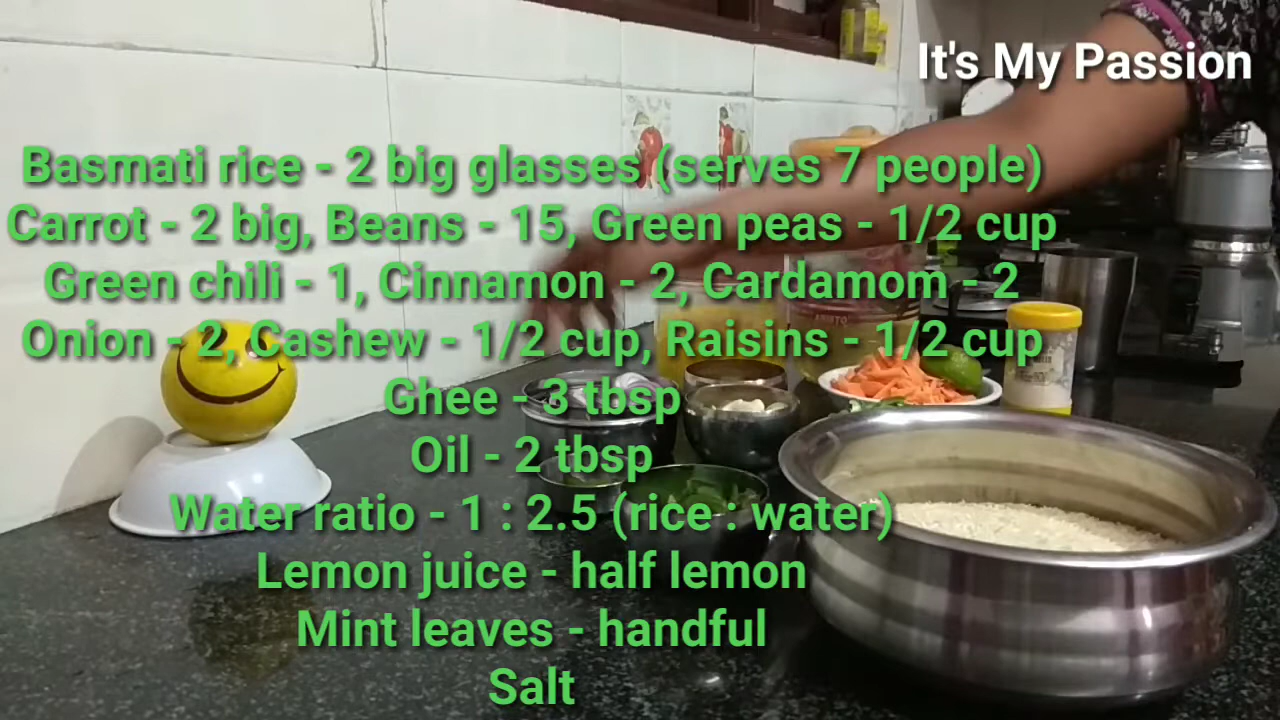 It's My Passion
Basmati rice - 2 big glasses (serves 7 people)
Carrot - 2 big, Beans - 15, Green peas - 1/2 cup
Green chili - 1, Cinnamon - 2, Cardamom - 2
Onion - 2, Cashew - 1/2 cup, Raisins - 1/2 cup
Ghee - 3 tbsp
Oil - 2 tbsp
Water ratio - 1 : 2.5 (rice : water)
Lemon juice - half lemon
Mint leaves - handful
Salt